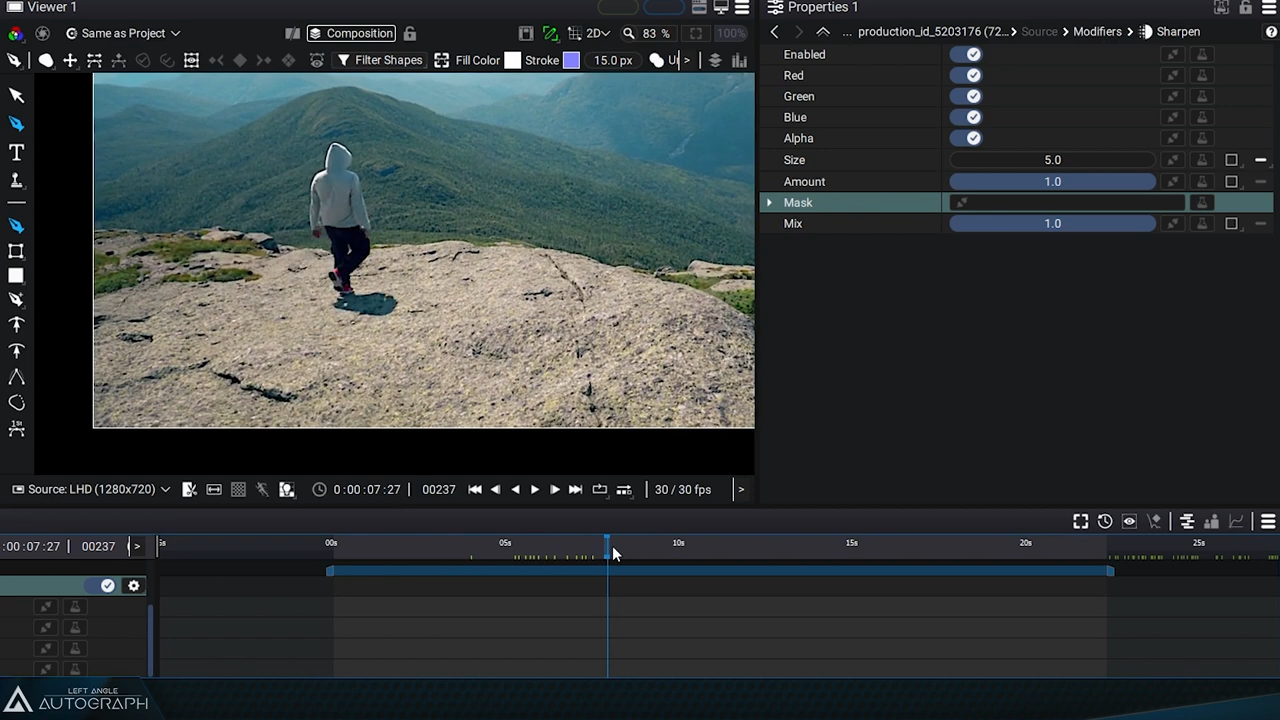 Viewer 1
Same as Project
Composition
2D
83 %
100%
Filter Shapes
Fill Color
Stroke
15.0 px
>
T
1st
Source: LHD (1280x720)
0:00:07:27
00237
30 / 30 fps
>
Properties 1
... production_id_5203176 (72... > Source > Modifiers > Sharpen
?
Enabled
Red
Green
Blue
Alpha
Size
5.0
Amount
1.0
Mask
Mix
1.0
:00:07:27
00237
>
00s
05s
10s
15s
20s
25s
LEFT ANGLE
AUTOGRAPH